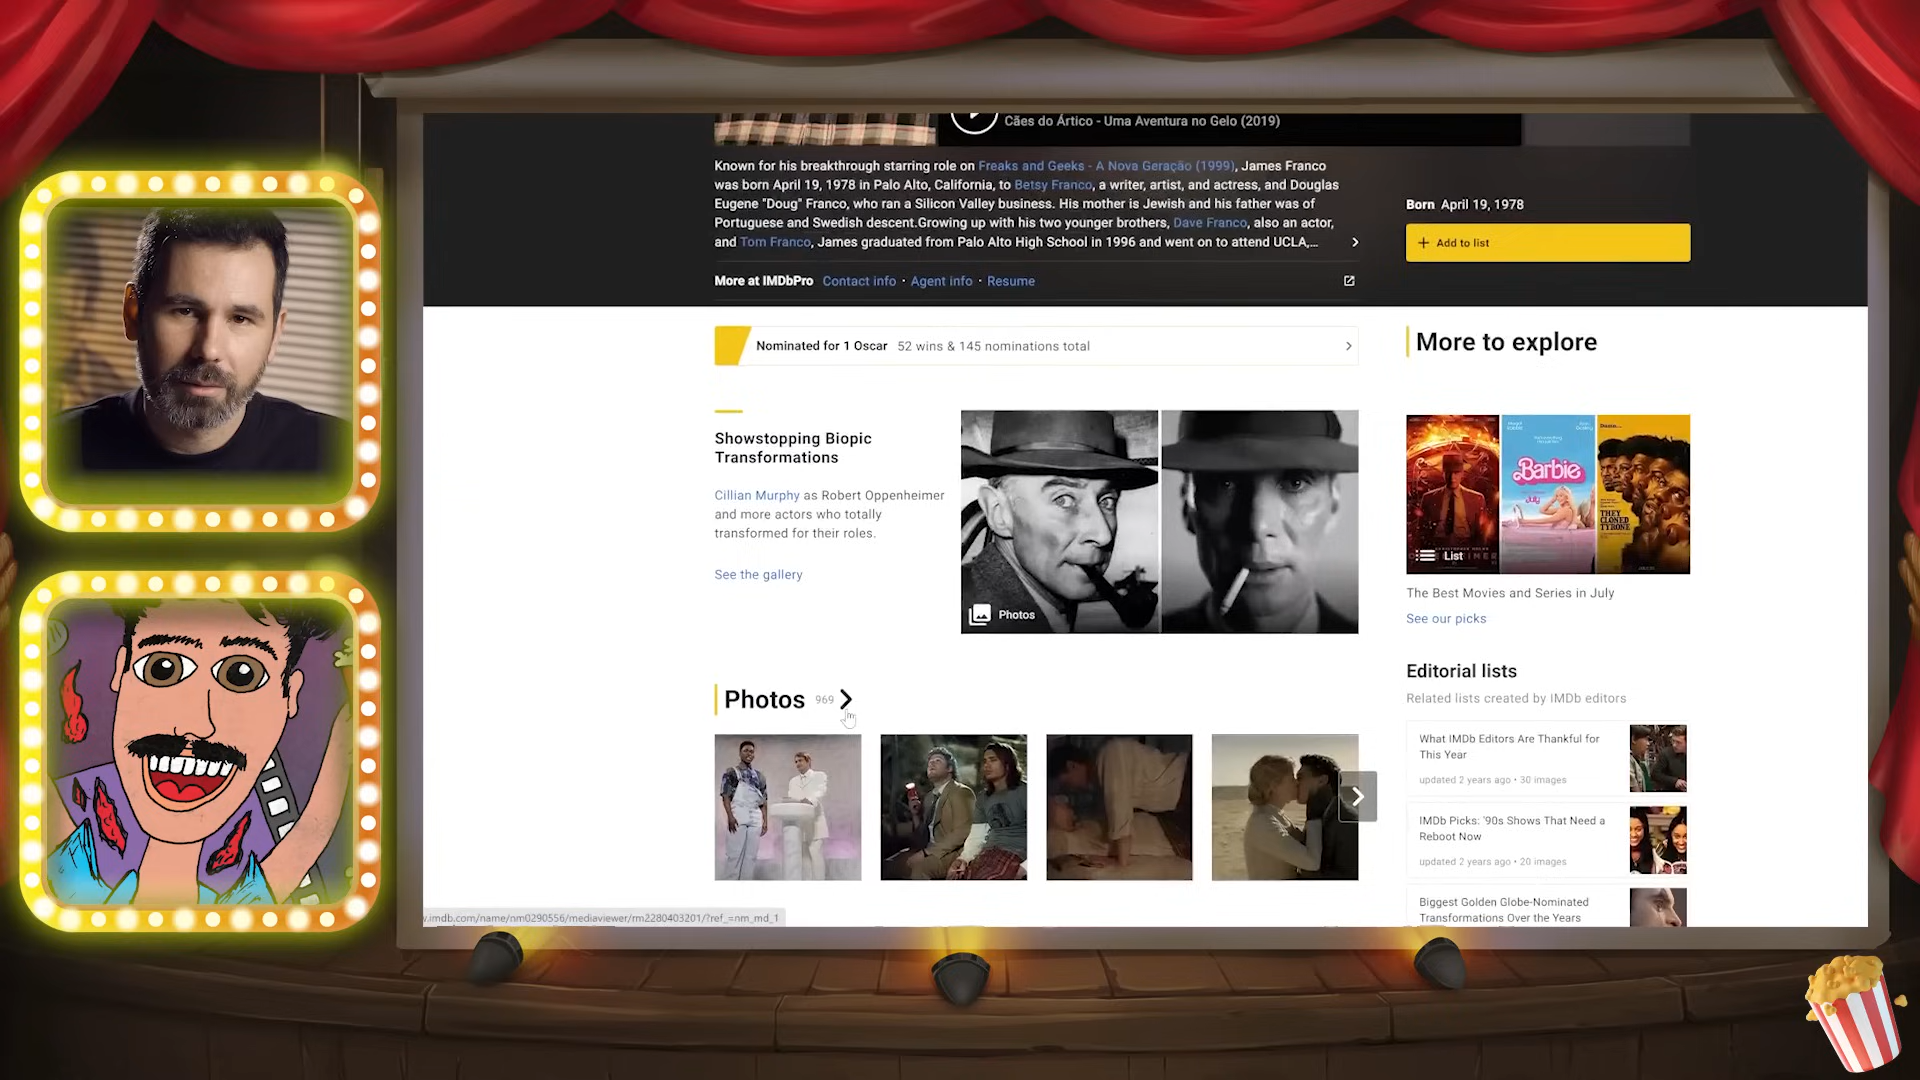 Cães do Ártico - Uma Aventura no Gelo (2019)
Known for his breakthrough starring role on Freaks and Geeks - A Nova Geração (1999), James Franco
was born April 19, 1978 in Palo Alto, California, to Betsy Franco, a writer, artist, and actress, and Douglas
Eugene "Doug" Franco, who ran a Silicon Valley business. His mother is Jewish and his father was of
Portuguese and Swedish descent.Growing up with his two younger brothers, Dave Franco, also an actor,
and Tom Franco, James graduated from Palo Alto High School in 1996 and went on to attend UCLA,...
Born April 19, 1978
+ Add to list
More at IMDbPro Contact info · Agent info · Resume
Nominated for 1 Oscar 52 wins & 145 nominations total
More to explore
Showstopping Biopic
Transformations
Cillian Murphy as Robert Oppenheimer
and more actors who totally
transformed for their roles.
See the gallery
Photos
Barbie
July
THEY
CLONED
TYRONE
List
The Best Movies and Series in July
See our picks
Photos 969
Editorial lists
Related lists created by IMDb editors
What IMDb Editors Are Thankful for
This Year
updated 2 years ago • 30 images
IMDb Picks: '90s Shows That Need a
Reboot Now
updated 2 years ago • 20 images
Biggest Golden Globe-Nominated
Transformations Over the Years
.imdb.com/name/nm0290556/mediaviewer/rm2280403201/?ref_=nm_md_1